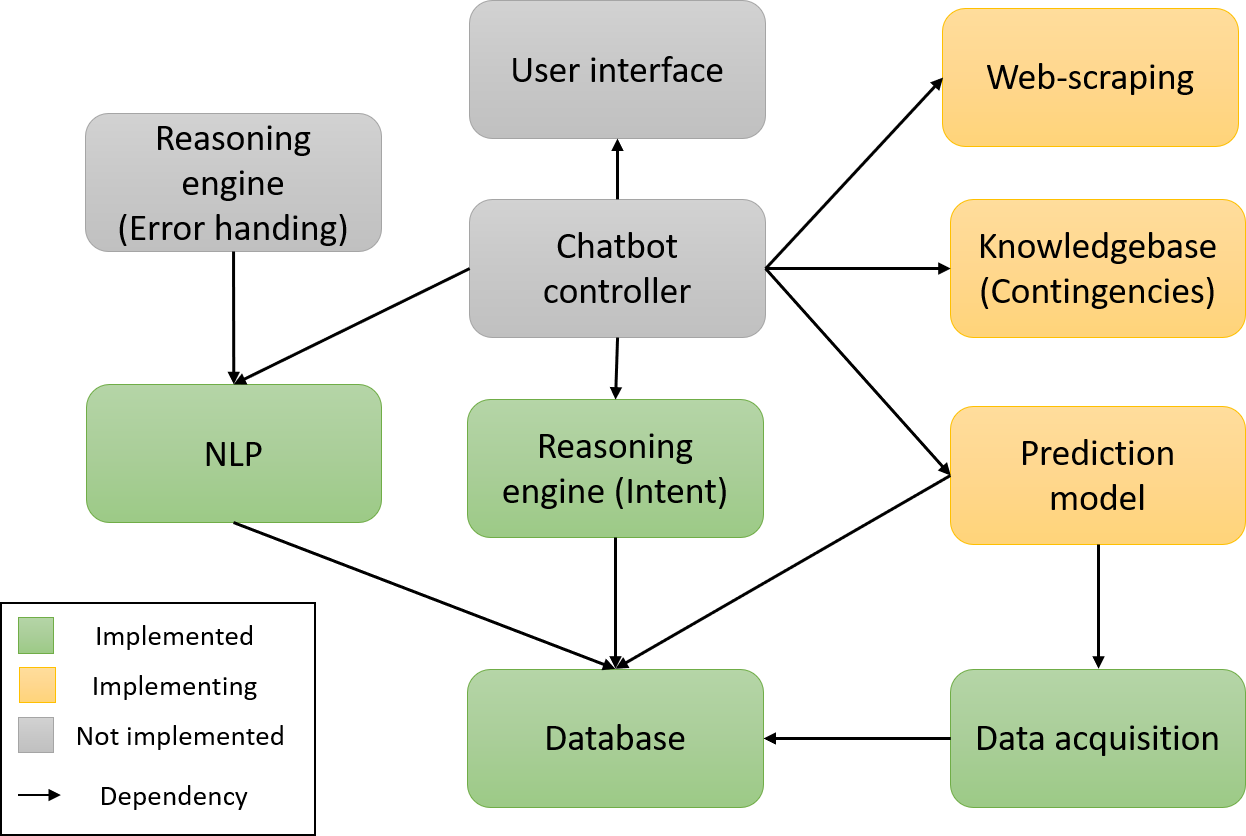 User interface
Web-scraping
Reasoning
engine
(Error handing)
Chatbot
controller
Knowledgebase
(Contingencies)
NLP
Reasoning
engine (Intent)
Prediction
model
Implemented
Implementing
Not implemented
Dependency
Database
Data acquisition